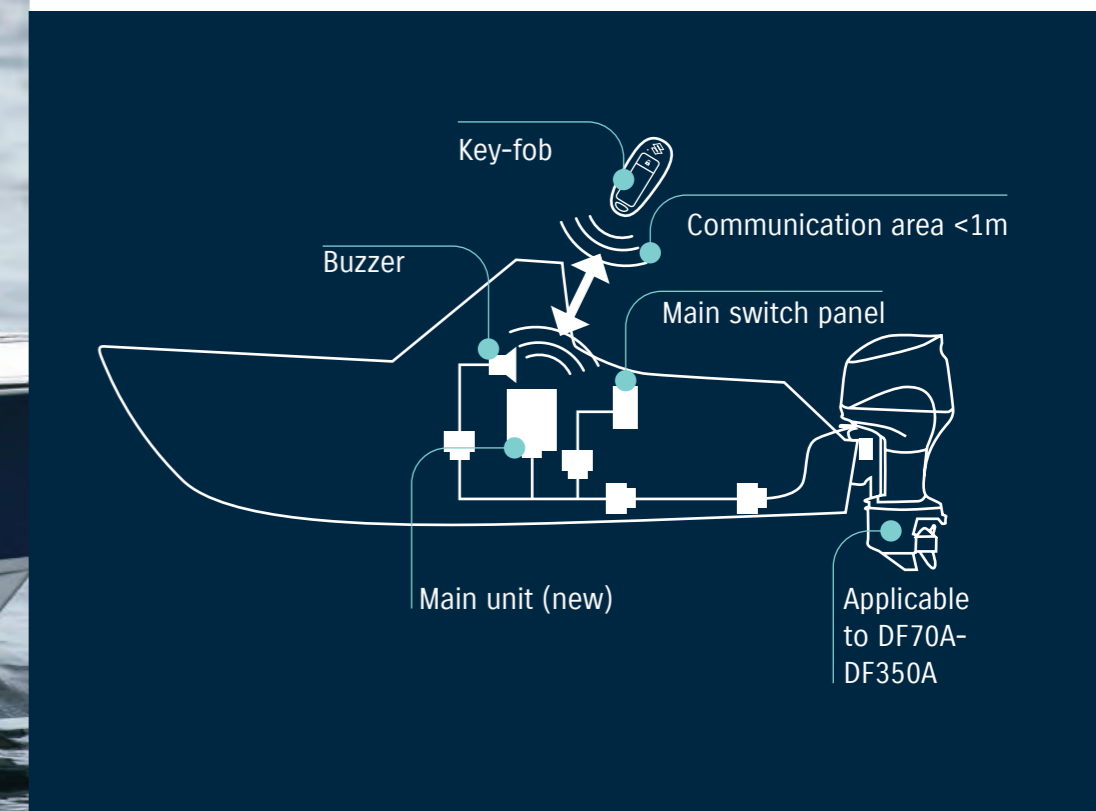 Key-fob
Communication area <1m
Buzzer
Main switch panel
Main unit (new)
Applicable
to DF70A-
DF350A